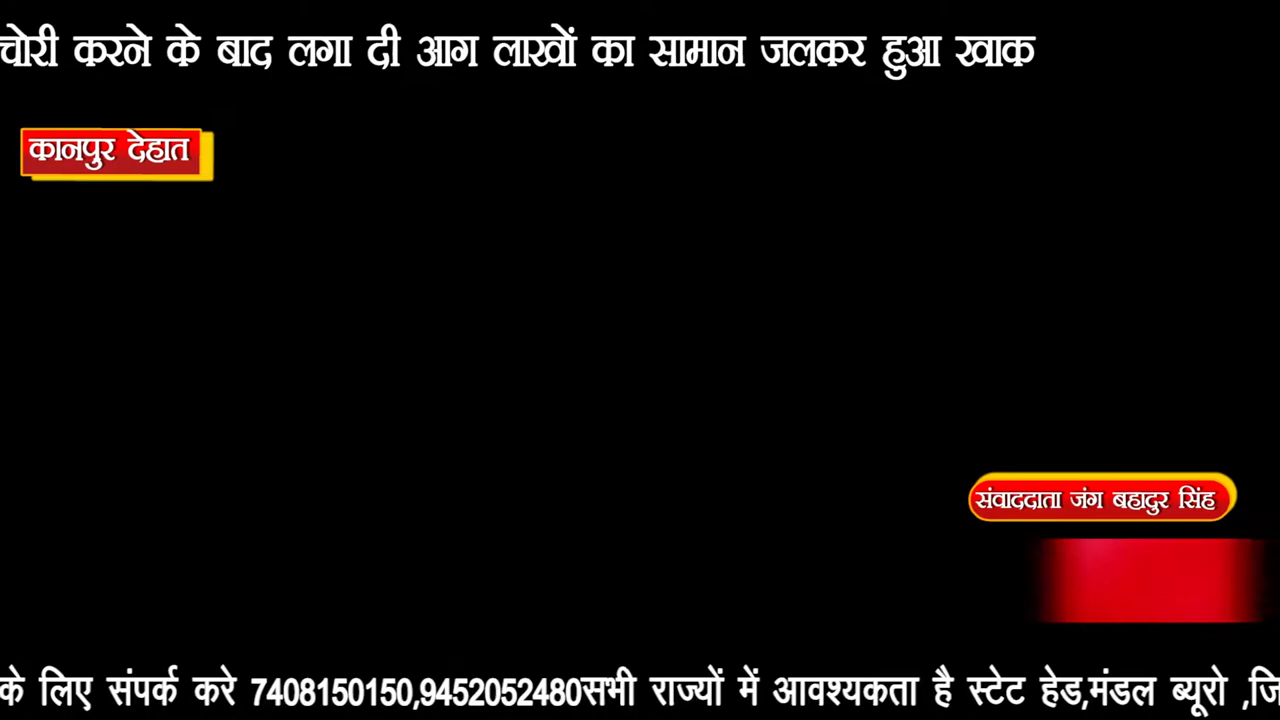 चोरी करने के बाद लगा दी आग लाखों का सामान जलकर हुआ खाक
कानपुर देहात
संवाददाता जंग बहादुर सिंह
के लिए संपर्क करे 7408150150,9452052480सभी राज्यों में आवश्यकता है स्टेट हेड,मंडल ब्यूरो ,जि